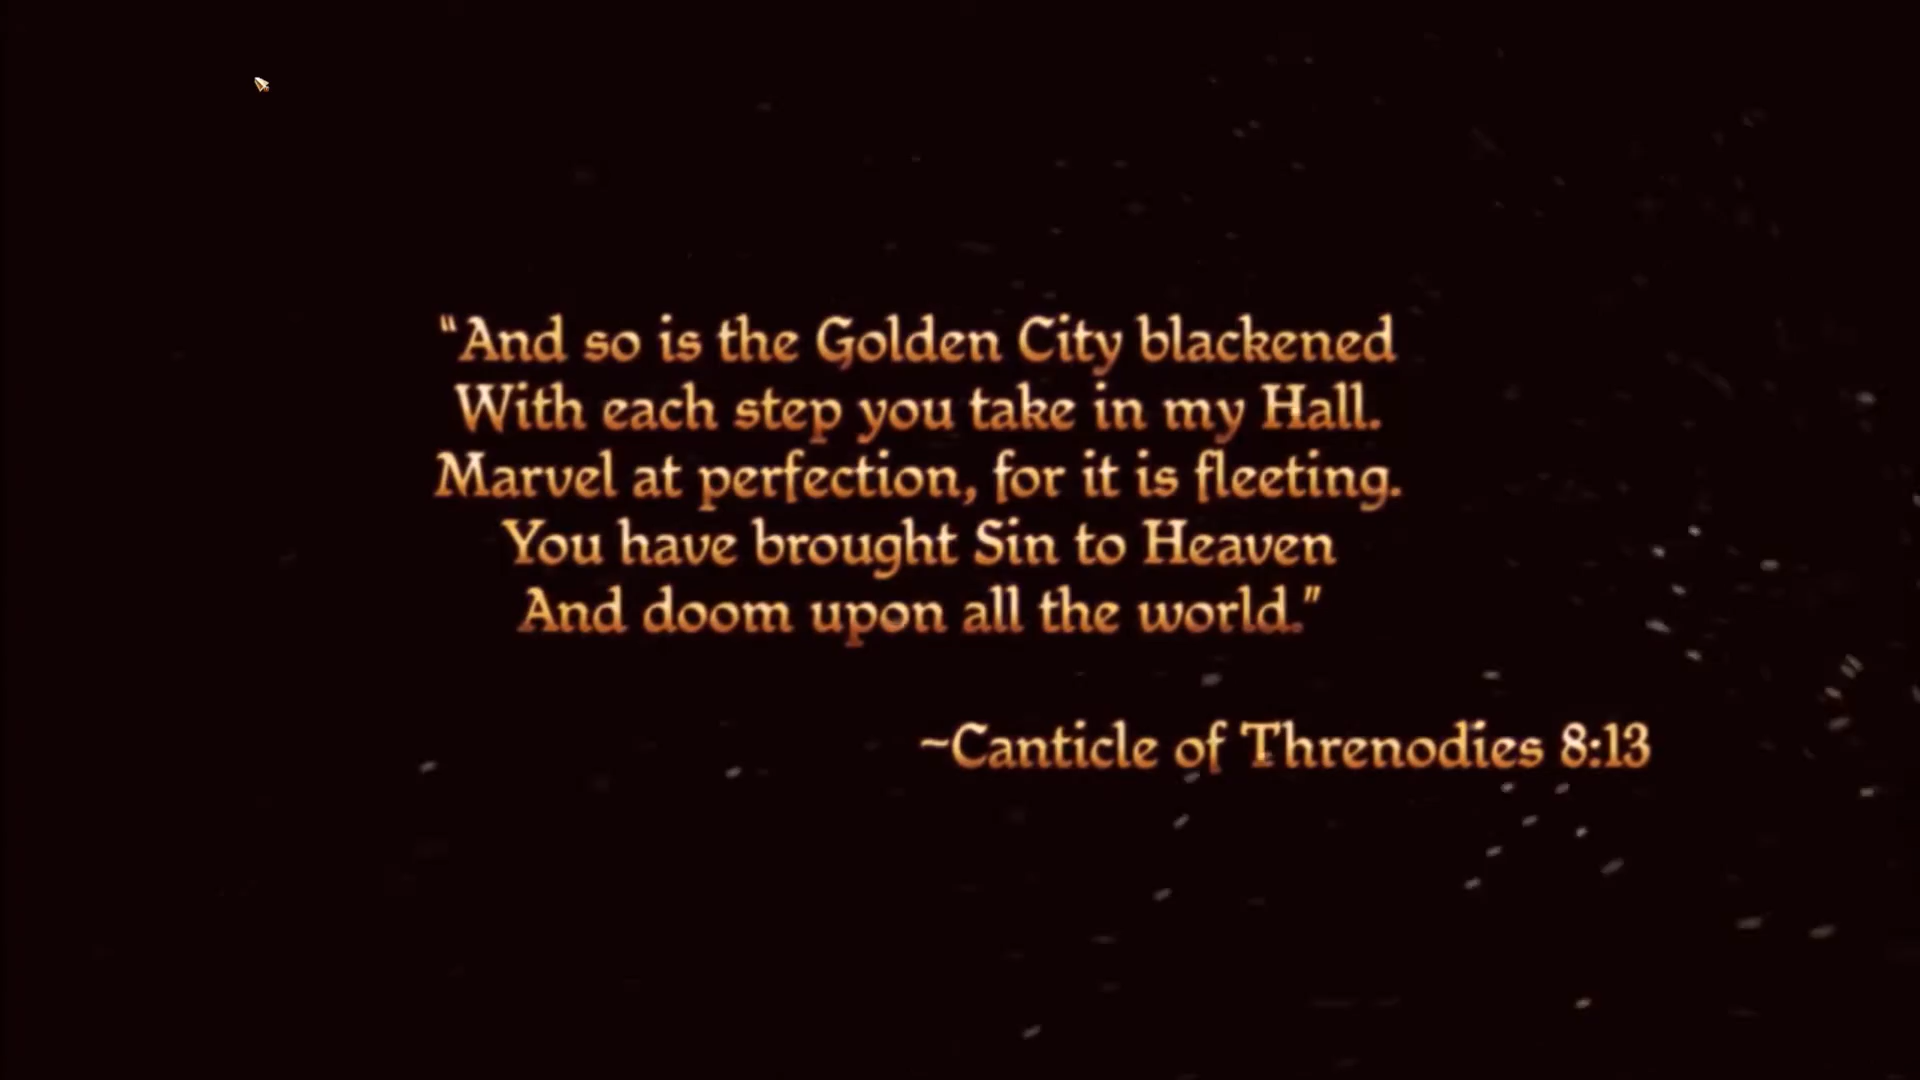 “And so is the Golden City blackened
With each step you take in my Hall.
Marvel at perfection, for it is fleeting.
You have brought Sin to Heaven
And doom upon all the world.”
~Canticle of Threnodies 8:13